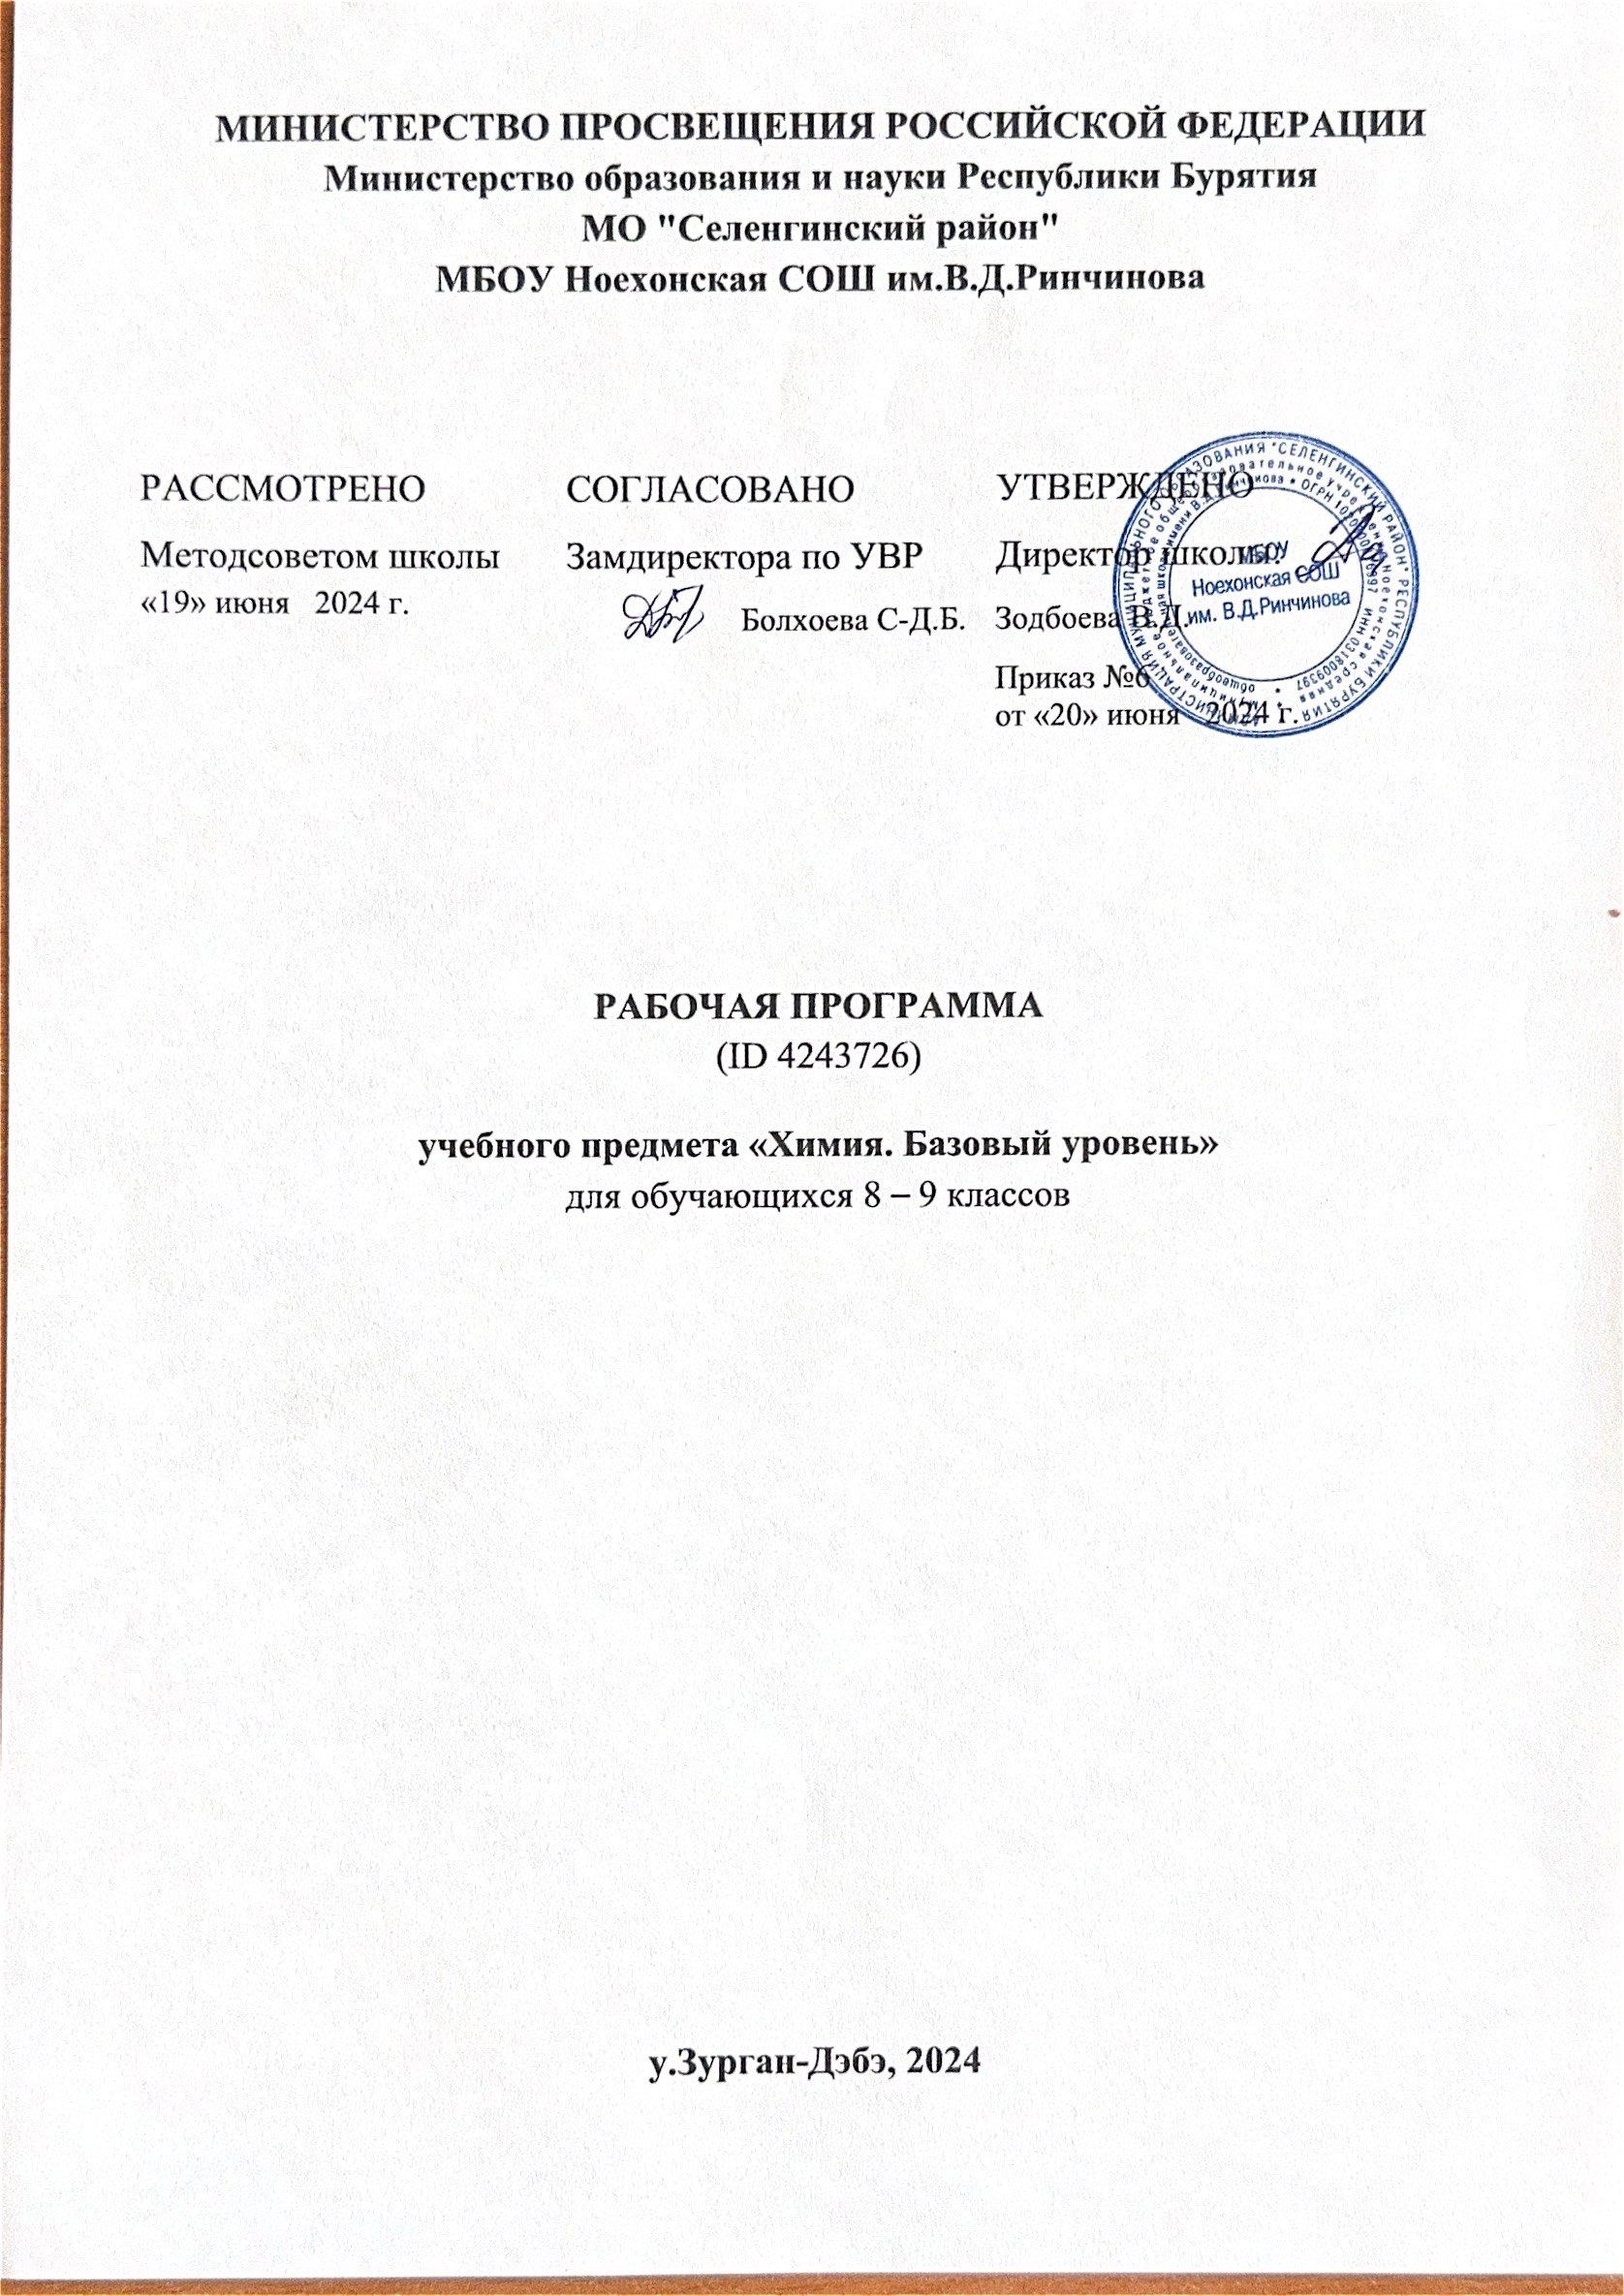 МИНИСТЕРСТВО ПРОСВЕЩЕНИЯ РОССИЙСКОЙ ФЕДЕРАЦИИ
Министерство образования и науки Республики Бурятия
МО "Селенгинский район"
МБОУ Ноехонская СОШ им.В.Д.Ринчинова
РАССМОТРЕНО
Методсоветом школы
«19» июня 2024 г.
СОГЛАСОВАНО
Замдиректора по УВР
Болхоева С-Д.Б.
УТВЕРЖДЕНО
Директор школы:
Зодбоева В.Д.
Приказ №6
от «20» июня 2024 г.
МБОУ
Ноехонская СОШ
им. В.Д.Ринчинова
РАБОЧАЯ ПРОГРАММА
(ID 4243726)
учебного предмета «Химия. Базовый уровень»
для обучающихся 8 – 9 классов
у.Зурган-Дэбэ, 2024